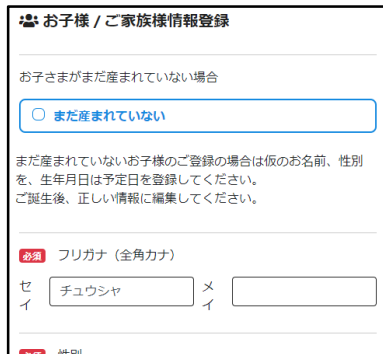 お子様 / ご家族様情報登録
お子さまがまだ産まれていない場合
まだ産まれていない
まだ産まれていないお子様のご登録の場合は仮のお名前、性別
を、生年月日は予定日を登録してください。
ご誕生後、正しい情報に編集してください。
必須 フリガナ（全角カナ）
セイ チュウシャ メイ
必須 性別